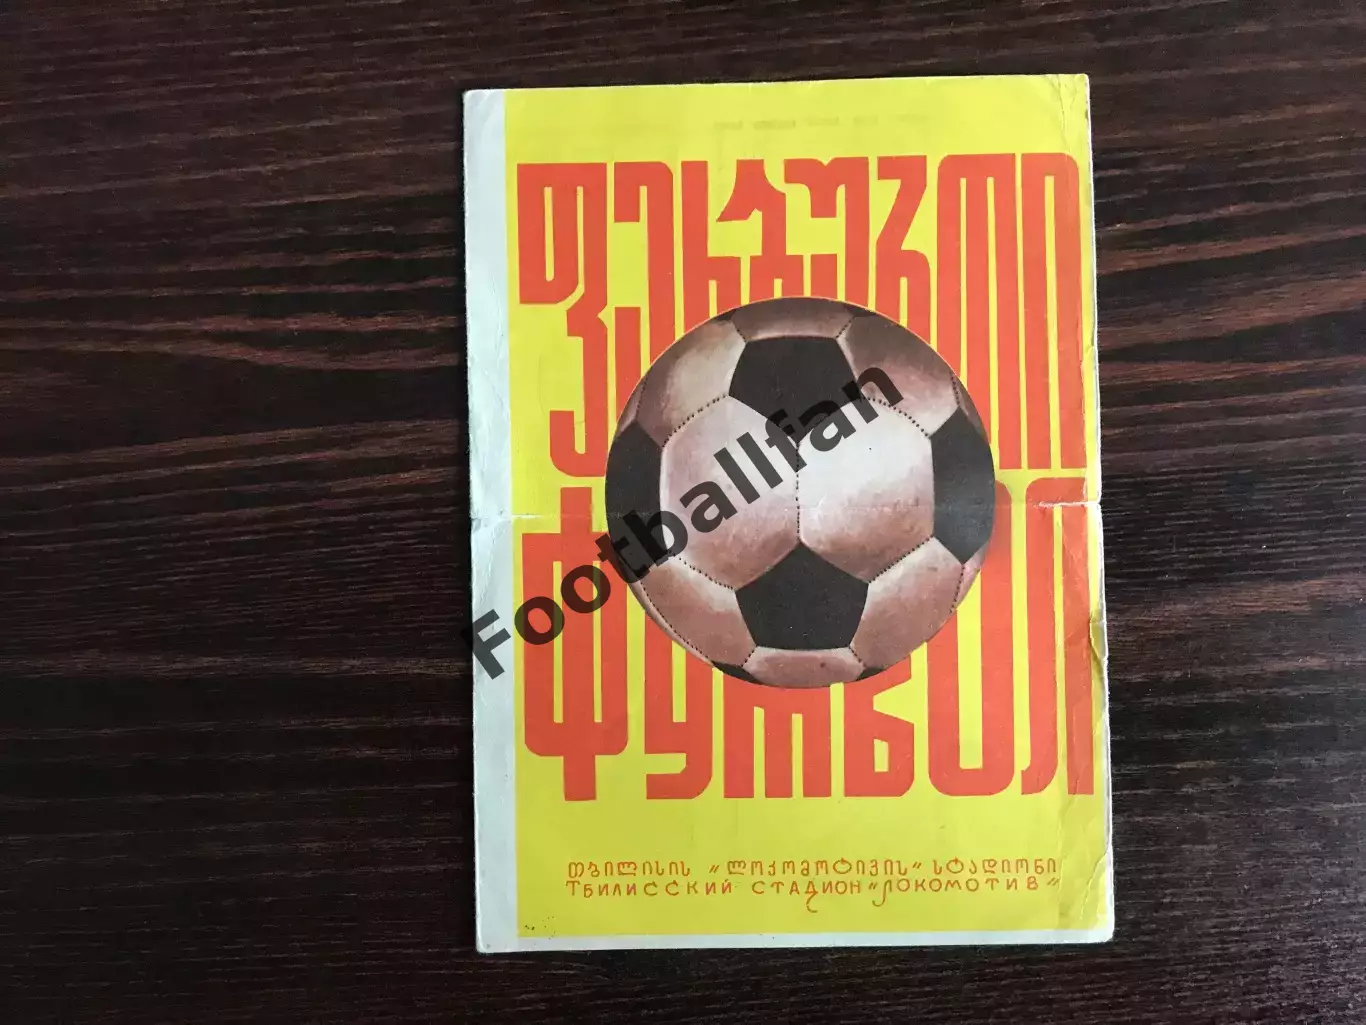 ფეხბურთი
Footballfan
ФУТБОЛ
თბილისის „ლოკომოტივის“ სტადიონი
ТБИЛИССКИЙ СТАДИОН „ЛОКОМОТИВ“